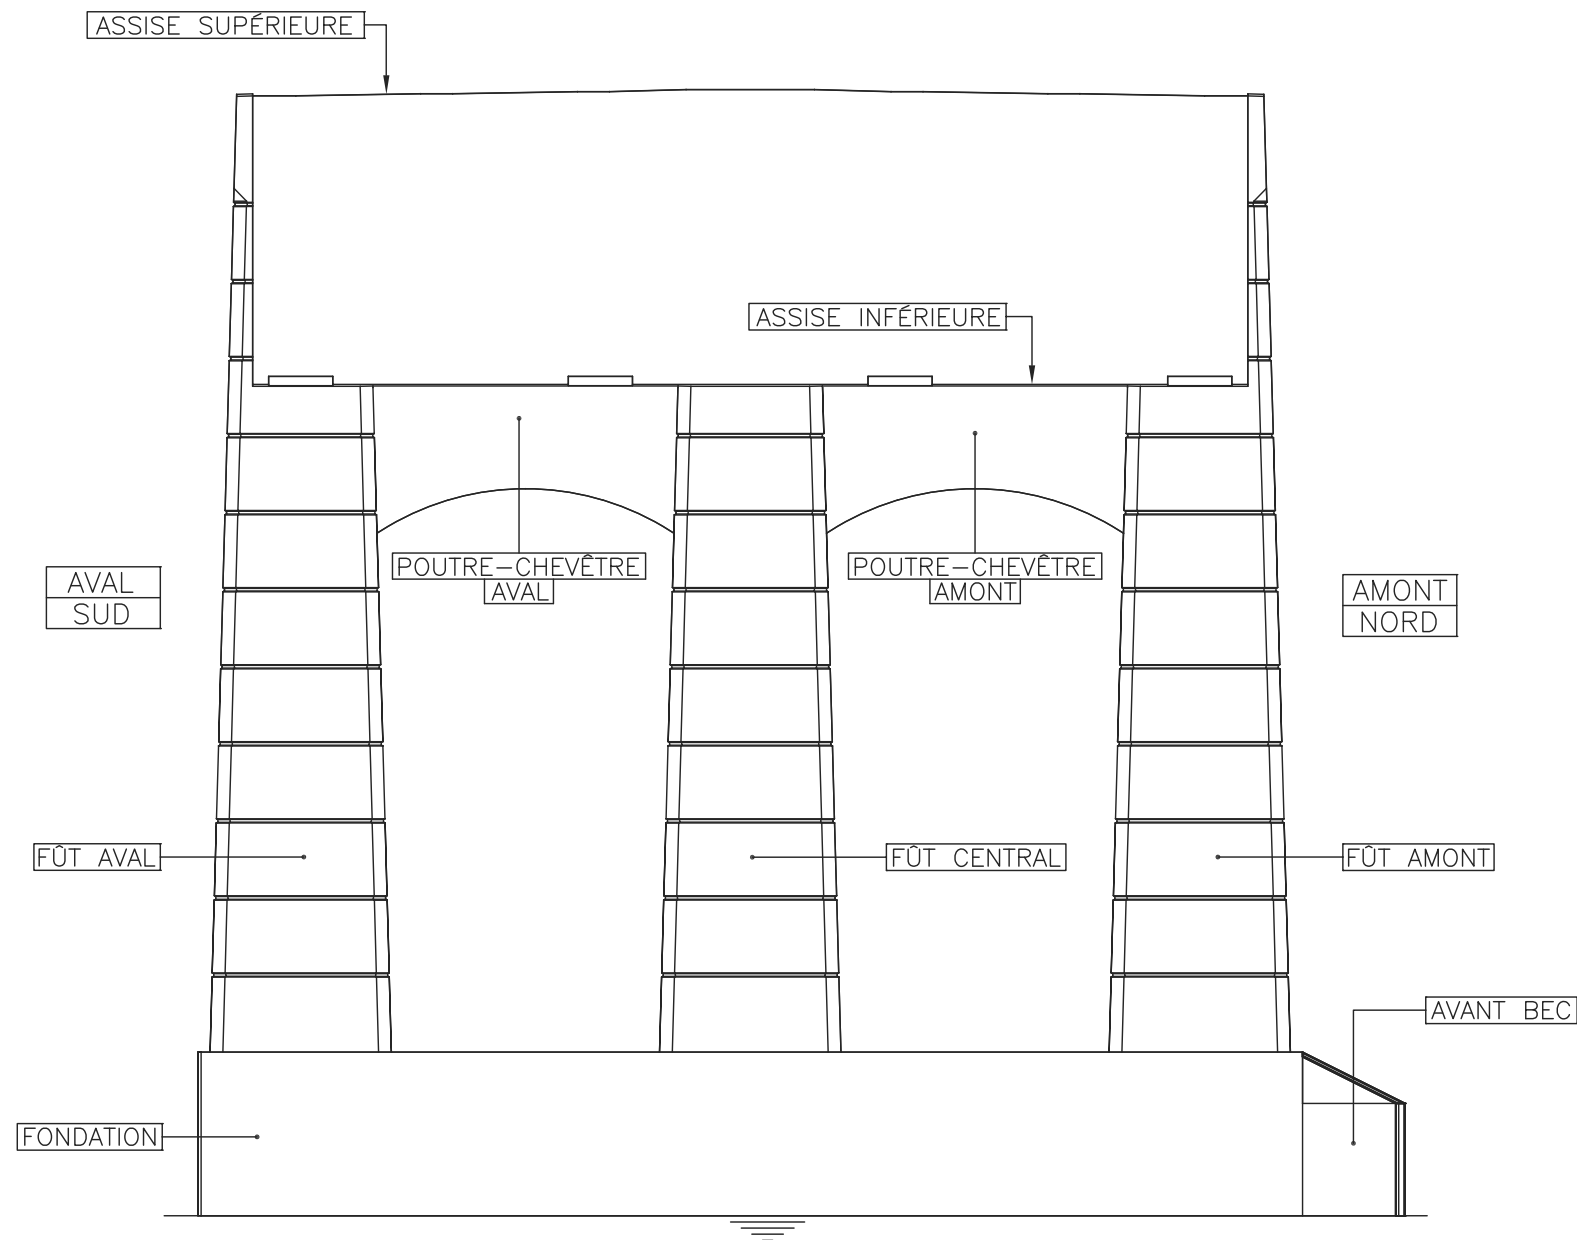 ASSISE SUPÉRIEURE
ASSISE INFÉRIEURE
POUTRE-CHEVÊTRE
AVAL
POUTRE-CHEVÊTRE
AMONT
AVAL
SUD
AMONT
NORD
FÛT AVAL
FÛT CENTRAL
FÛT AMONT
AVANT BEC
FONDATION